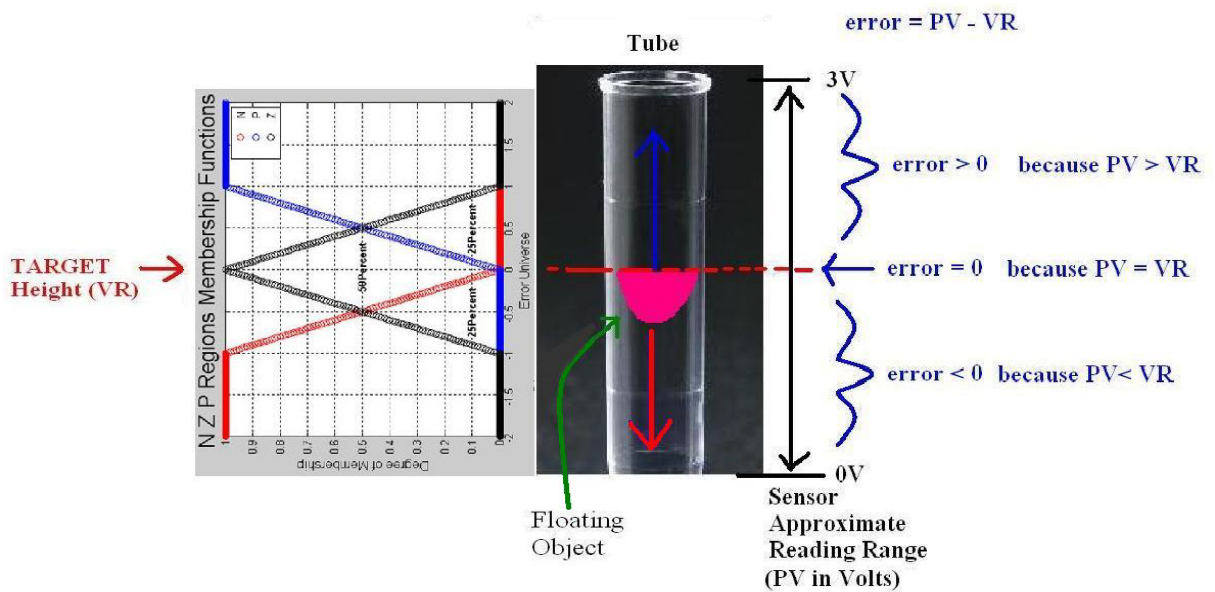 error = PV - VR
Tube
3V
N Z P Regions Membership Functions
N
P
Z
2
1.5
1
0.5
0
-0.5
-1
-1.5
-2
Error Universe
25Percent
50Percent
25Percent
1
0.9
0.8
0.7
0.6
0.5
0.4
0.3
0.2
0.1
0
Degree of Membership
TARGET
Height (VR)
error > 0 because PV > VR
error = 0 because PV = VR
error < 0 because PV< VR
0V
Sensor
Approximate
Reading Range
(PV in Volts)
Floating
Object